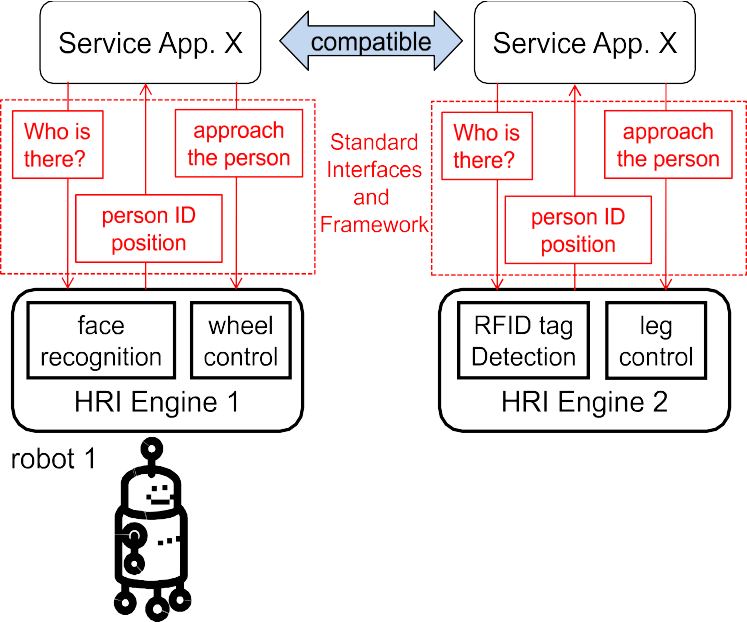 Service App. X
compatible
Service App. X
Who is
there?
approach
the person
person ID
position
Standard
Interfaces
and
Framework
Who is
there?
approach
the person
person ID
position
face
recognition
wheel
control
HRI Engine 1
RFID tag
Detection
leg
control
HRI Engine 2
robot 1